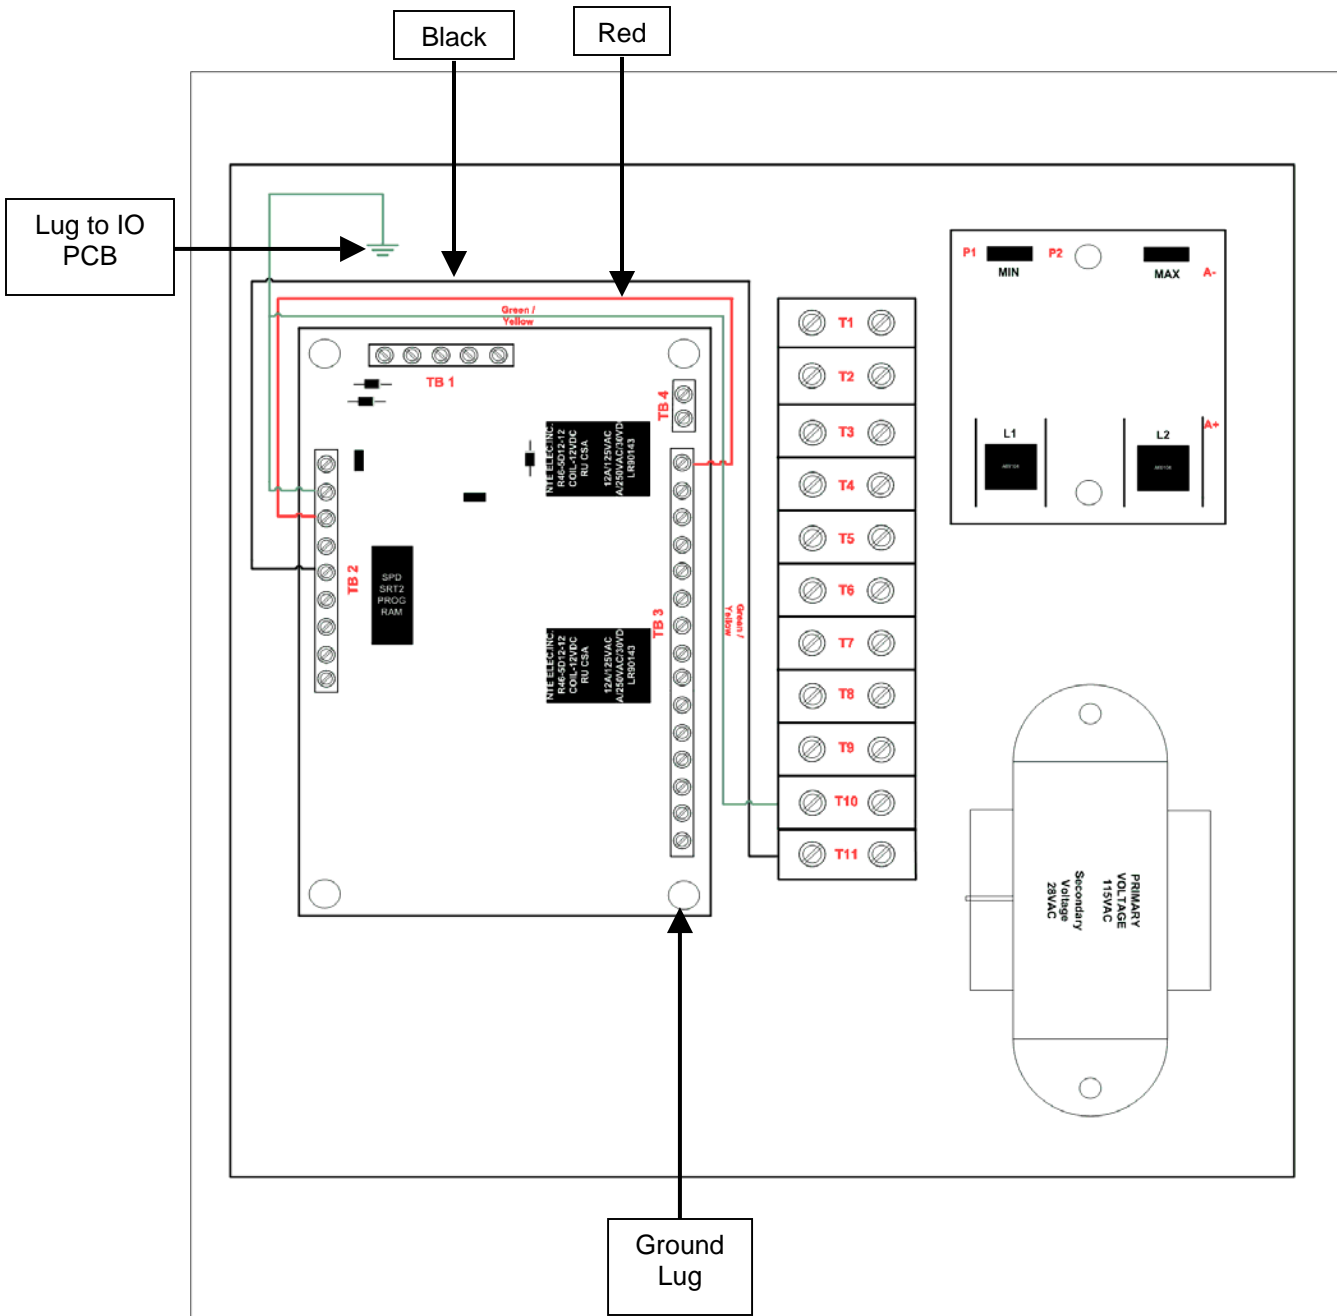 Black
Red
Lug to IO
PCB
P1
MIN
P2
MAX
A-
Green /
Yellow
T1
TB 1
T2
TB 4
T3
L1
L2
A+
NTE ELEC.INC.
R46-5D12-12
COIL-12VDC
RU CSA
12A/125VAC
A/250VAC/30VD
LR90143
T4
T5
TB 2
SPD
SRT2
PROG
RAM
T6
TB 3
Green /
Yellow
T7
NTE ELEC.INC.
R46-5D12-12
COIL-12VDC
RU CSA
12A/125VAC
A/250VAC/30VD
LR90143
T8
T9
T10
T11
PRIMARY
VOLTAGE
115VAC
Secondary
Voltage
28VAC
Ground
Lug